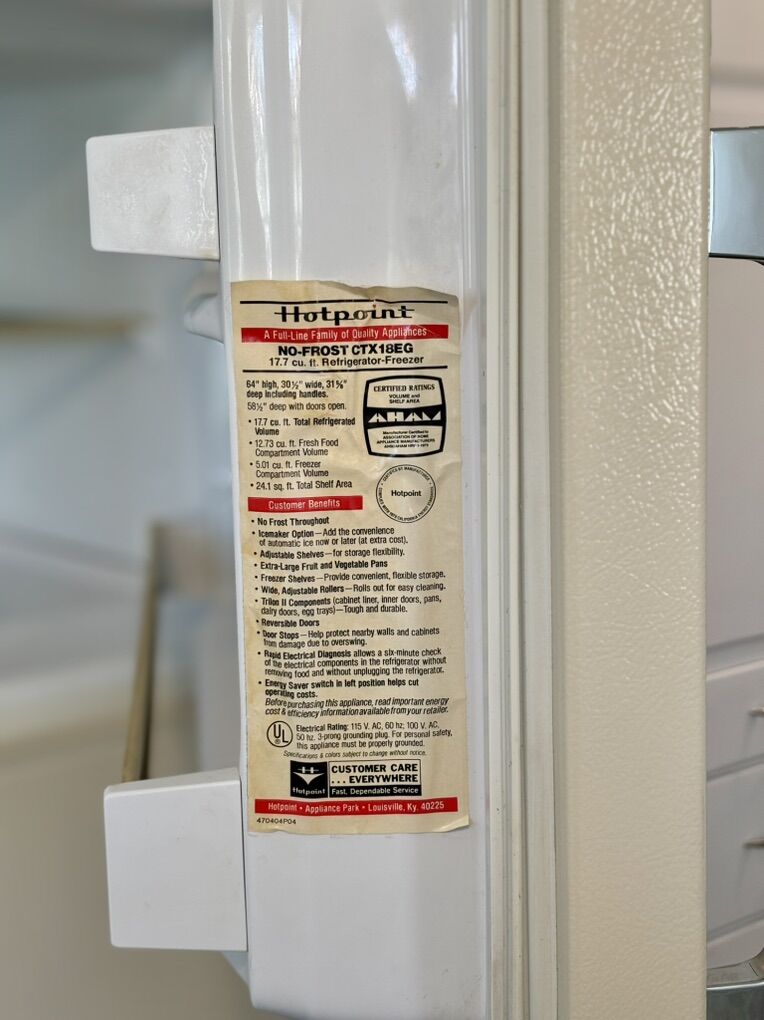 Hotpoint
A Full-Line Family of Quality Appliances
NO-FROST CTX18EG
17.7 cu. ft. Refrigerator-Freezer
64" high, 30½" wide, 31⅝"
deep including handles.
58½" deep with doors open.
• 17.7 cu. ft. Total Refrigerated
Volume
• 12.73 cu. ft. Fresh Food
Compartment Volume
• 5.01 cu. ft. Freezer
Compartment Volume
• 24.1 sq. ft. Total Shelf Area
CERTIFIED RATINGS
VOLUME and
SHELF AREA
AHAM
Manufacturer Certified to
ASSOCIATION OF HOME
APPLIANCE MANUFACTURERS
CERTIFIED BY MANUFACTURER
Hotpoint
Customer Benefits
• No Frost Throughout
• Icemaker Option—Add the convenience
of automatic ice now or later (at extra cost).
• Adjustable Shelves—for storage flexibility.
• Extra-Large Fruit and Vegetable Pans
• Freezer Shelves—Provide convenient, flexible storage.
• Wide, Adjustable Rollers—Rolls out for easy cleaning.
• Trilon II Components (cabinet liner, inner doors, pans,
dairy doors, egg trays)—Tough and durable.
• Reversible Doors
• Door Stops—Help protect nearby walls and cabinets
from damage due to overswing.
• Rapid Electrical Diagnosis allows a six-minute check
of the electrical components in the refrigerator without
removing food and without unplugging the refrigerator.
• Energy Saver switch in left position helps cut
operating costs.
Before purchasing this appliance, read important energy
cost & efficiency information available from your retailer.
UL
Electrical Rating: 115 V. AC, 60 hz; 100 V. AC,
50 hz. 3-prong grounding plug. For personal safety,
this appliance must be properly grounded.
Specifications & colors subject to change without notice.
Hotpoint
CUSTOMER CARE
...EVERYWHERE
Fast, Dependable Service
Hotpoint • Appliance Park • Louisville, Ky. 40225
470404P04